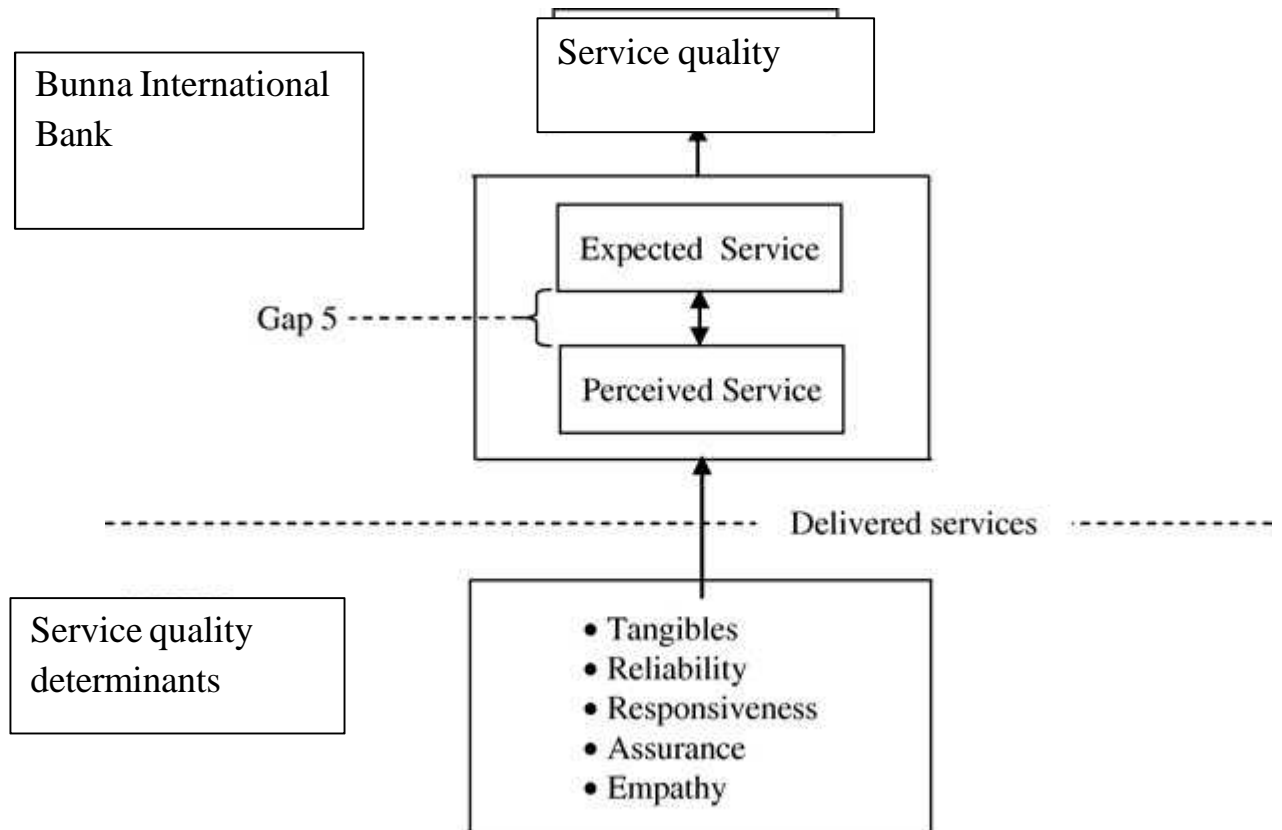 Service quality
Bunna International
Bank
Expected Service
Gap 5
Perceived Service
Delivered services
Service quality
determinants
• Tangibles
• Reliability
• Responsiveness
• Assurance
• Empathy